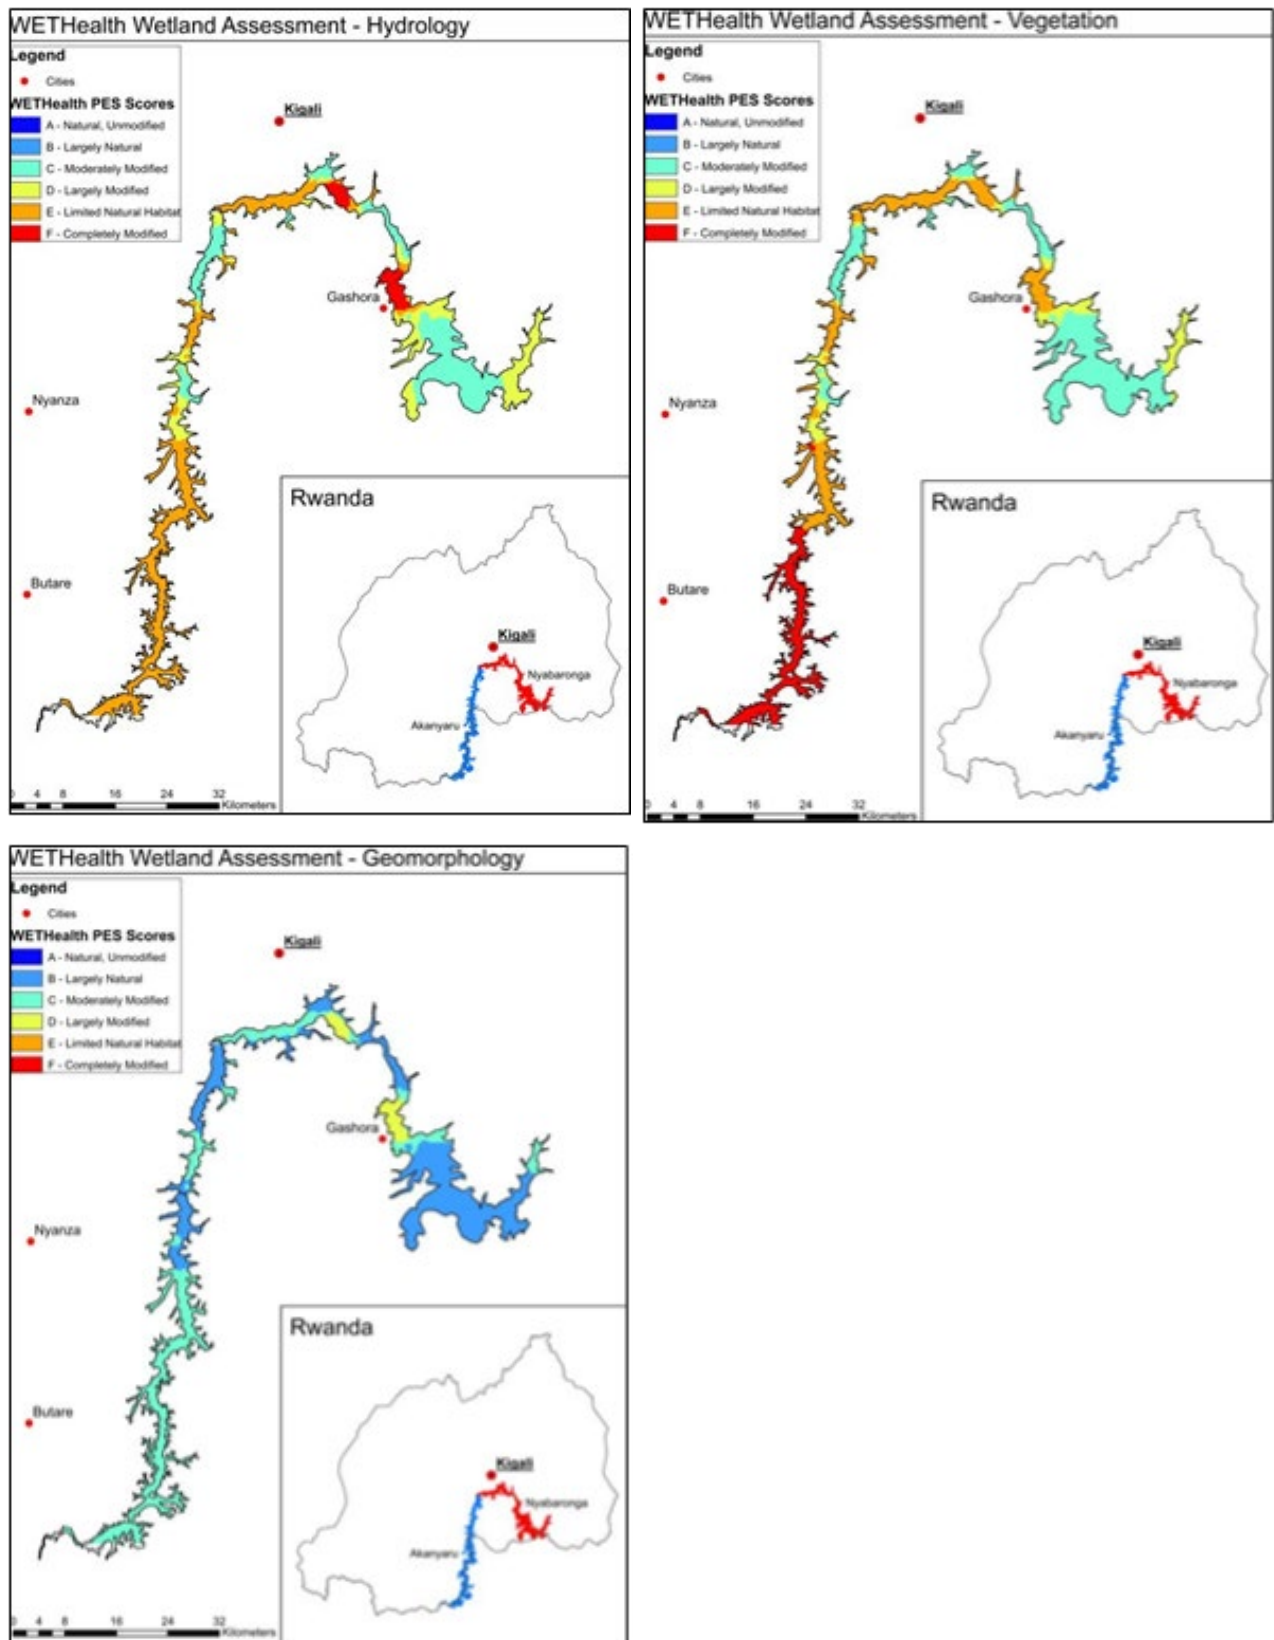 WETHealth Wetland Assessment - Hydrology
Legend
Cities
WETHealth PES Scores
A - Natural, Unmodified
B - Largely Natural
C - Moderately Modified
D - Largely Modified
E - Limited Natural Habitat
F - Completely Modified
Kigali
Gashora
Nyanza
Butare
Rwanda
Kigali
Nyabaronga
Akanyaru
0 4 8 16 24 32
Kilometers
WETHealth Wetland Assessment - Vegetation
Legend
Cities
WETHealth PES Scores
A - Natural, Unmodified
B - Largely Natural
C - Moderately Modified
D - Largely Modified
E - Limited Natural Habitat
F - Completely Modified
Kigali
Gashora
Nyanza
Butare
Rwanda
Kigali
Nyabaronga
Akanyaru
0 4 8 16 24 32
Kilometers
WETHealth Wetland Assessment - Geomorphology
Legend
Cities
WETHealth PES Scores
A - Natural, Unmodified
B - Largely Natural
C - Moderately Modified
D - Largely Modified
E - Limited Natural Habitat
F - Completely Modified
Kigali
Gashora
Nyanza
Butare
Rwanda
Kigali
Nyabaronga
Akanyaru
0 4 8 16 24 32
Kilometers